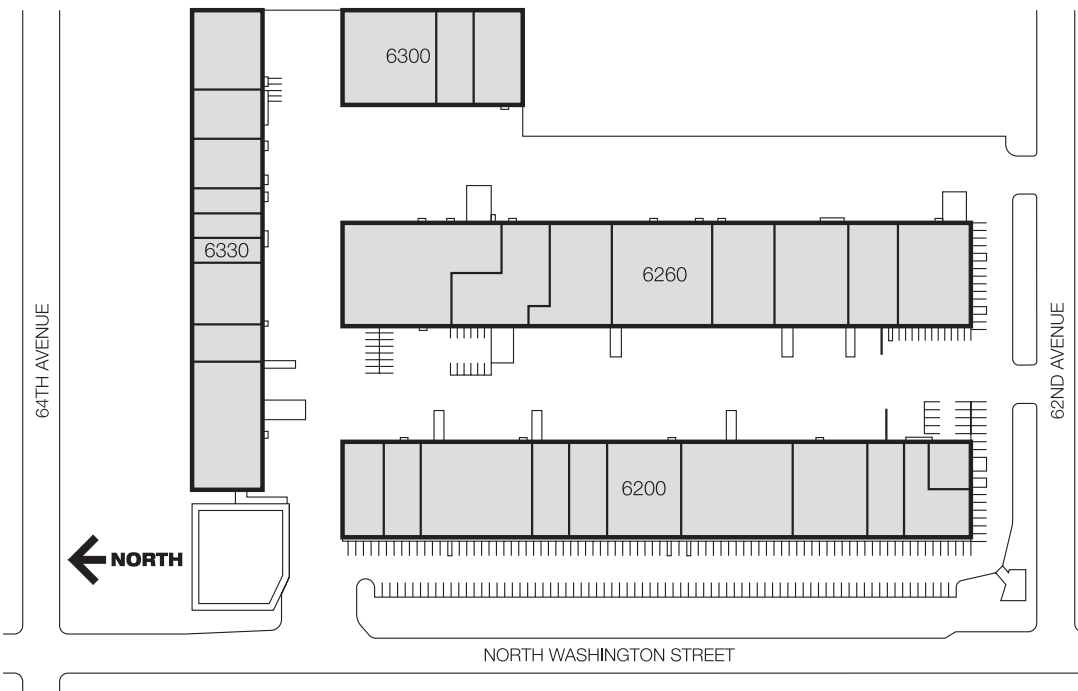 6300
6330
6260
64TH AVENUE
62ND AVENUE
6200
NORTH
NORTH WASHINGTON STREET